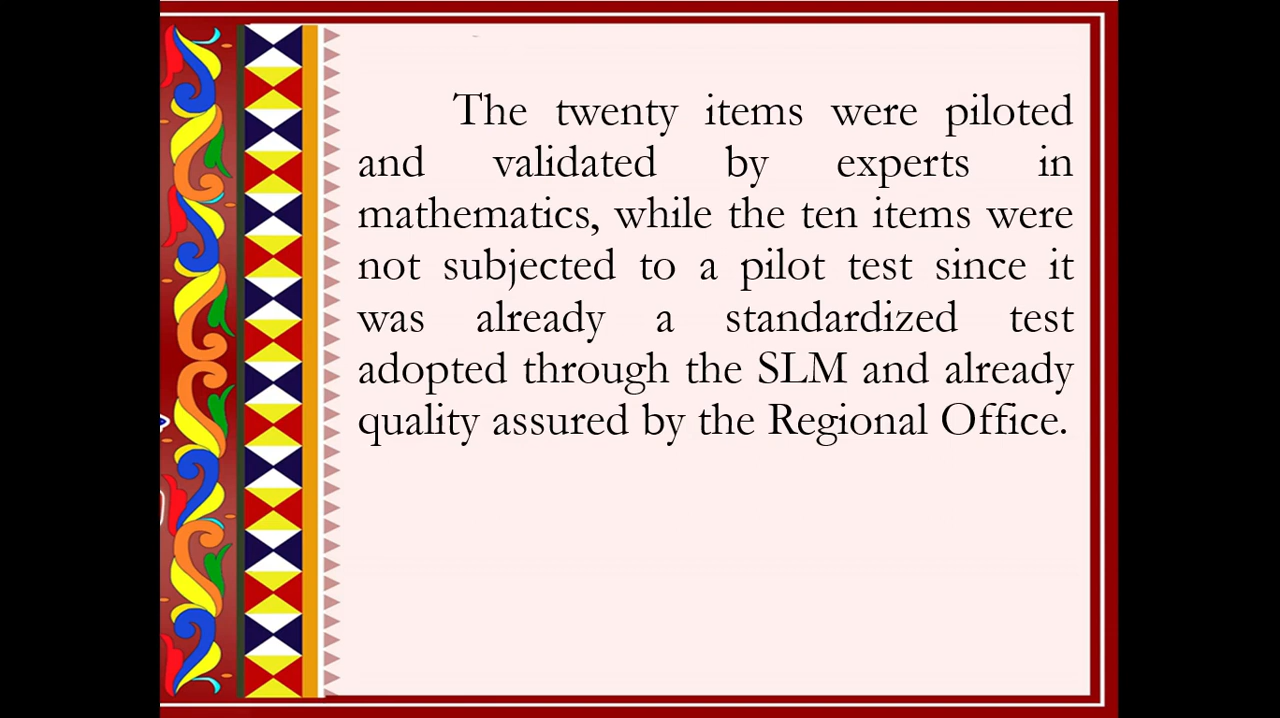 The twenty items were piloted
and validated by experts in
mathematics, while the ten items were
not subjected to a pilot test since it
was already a standardized test
adopted through the SLM and already
quality assured by the Regional Office.